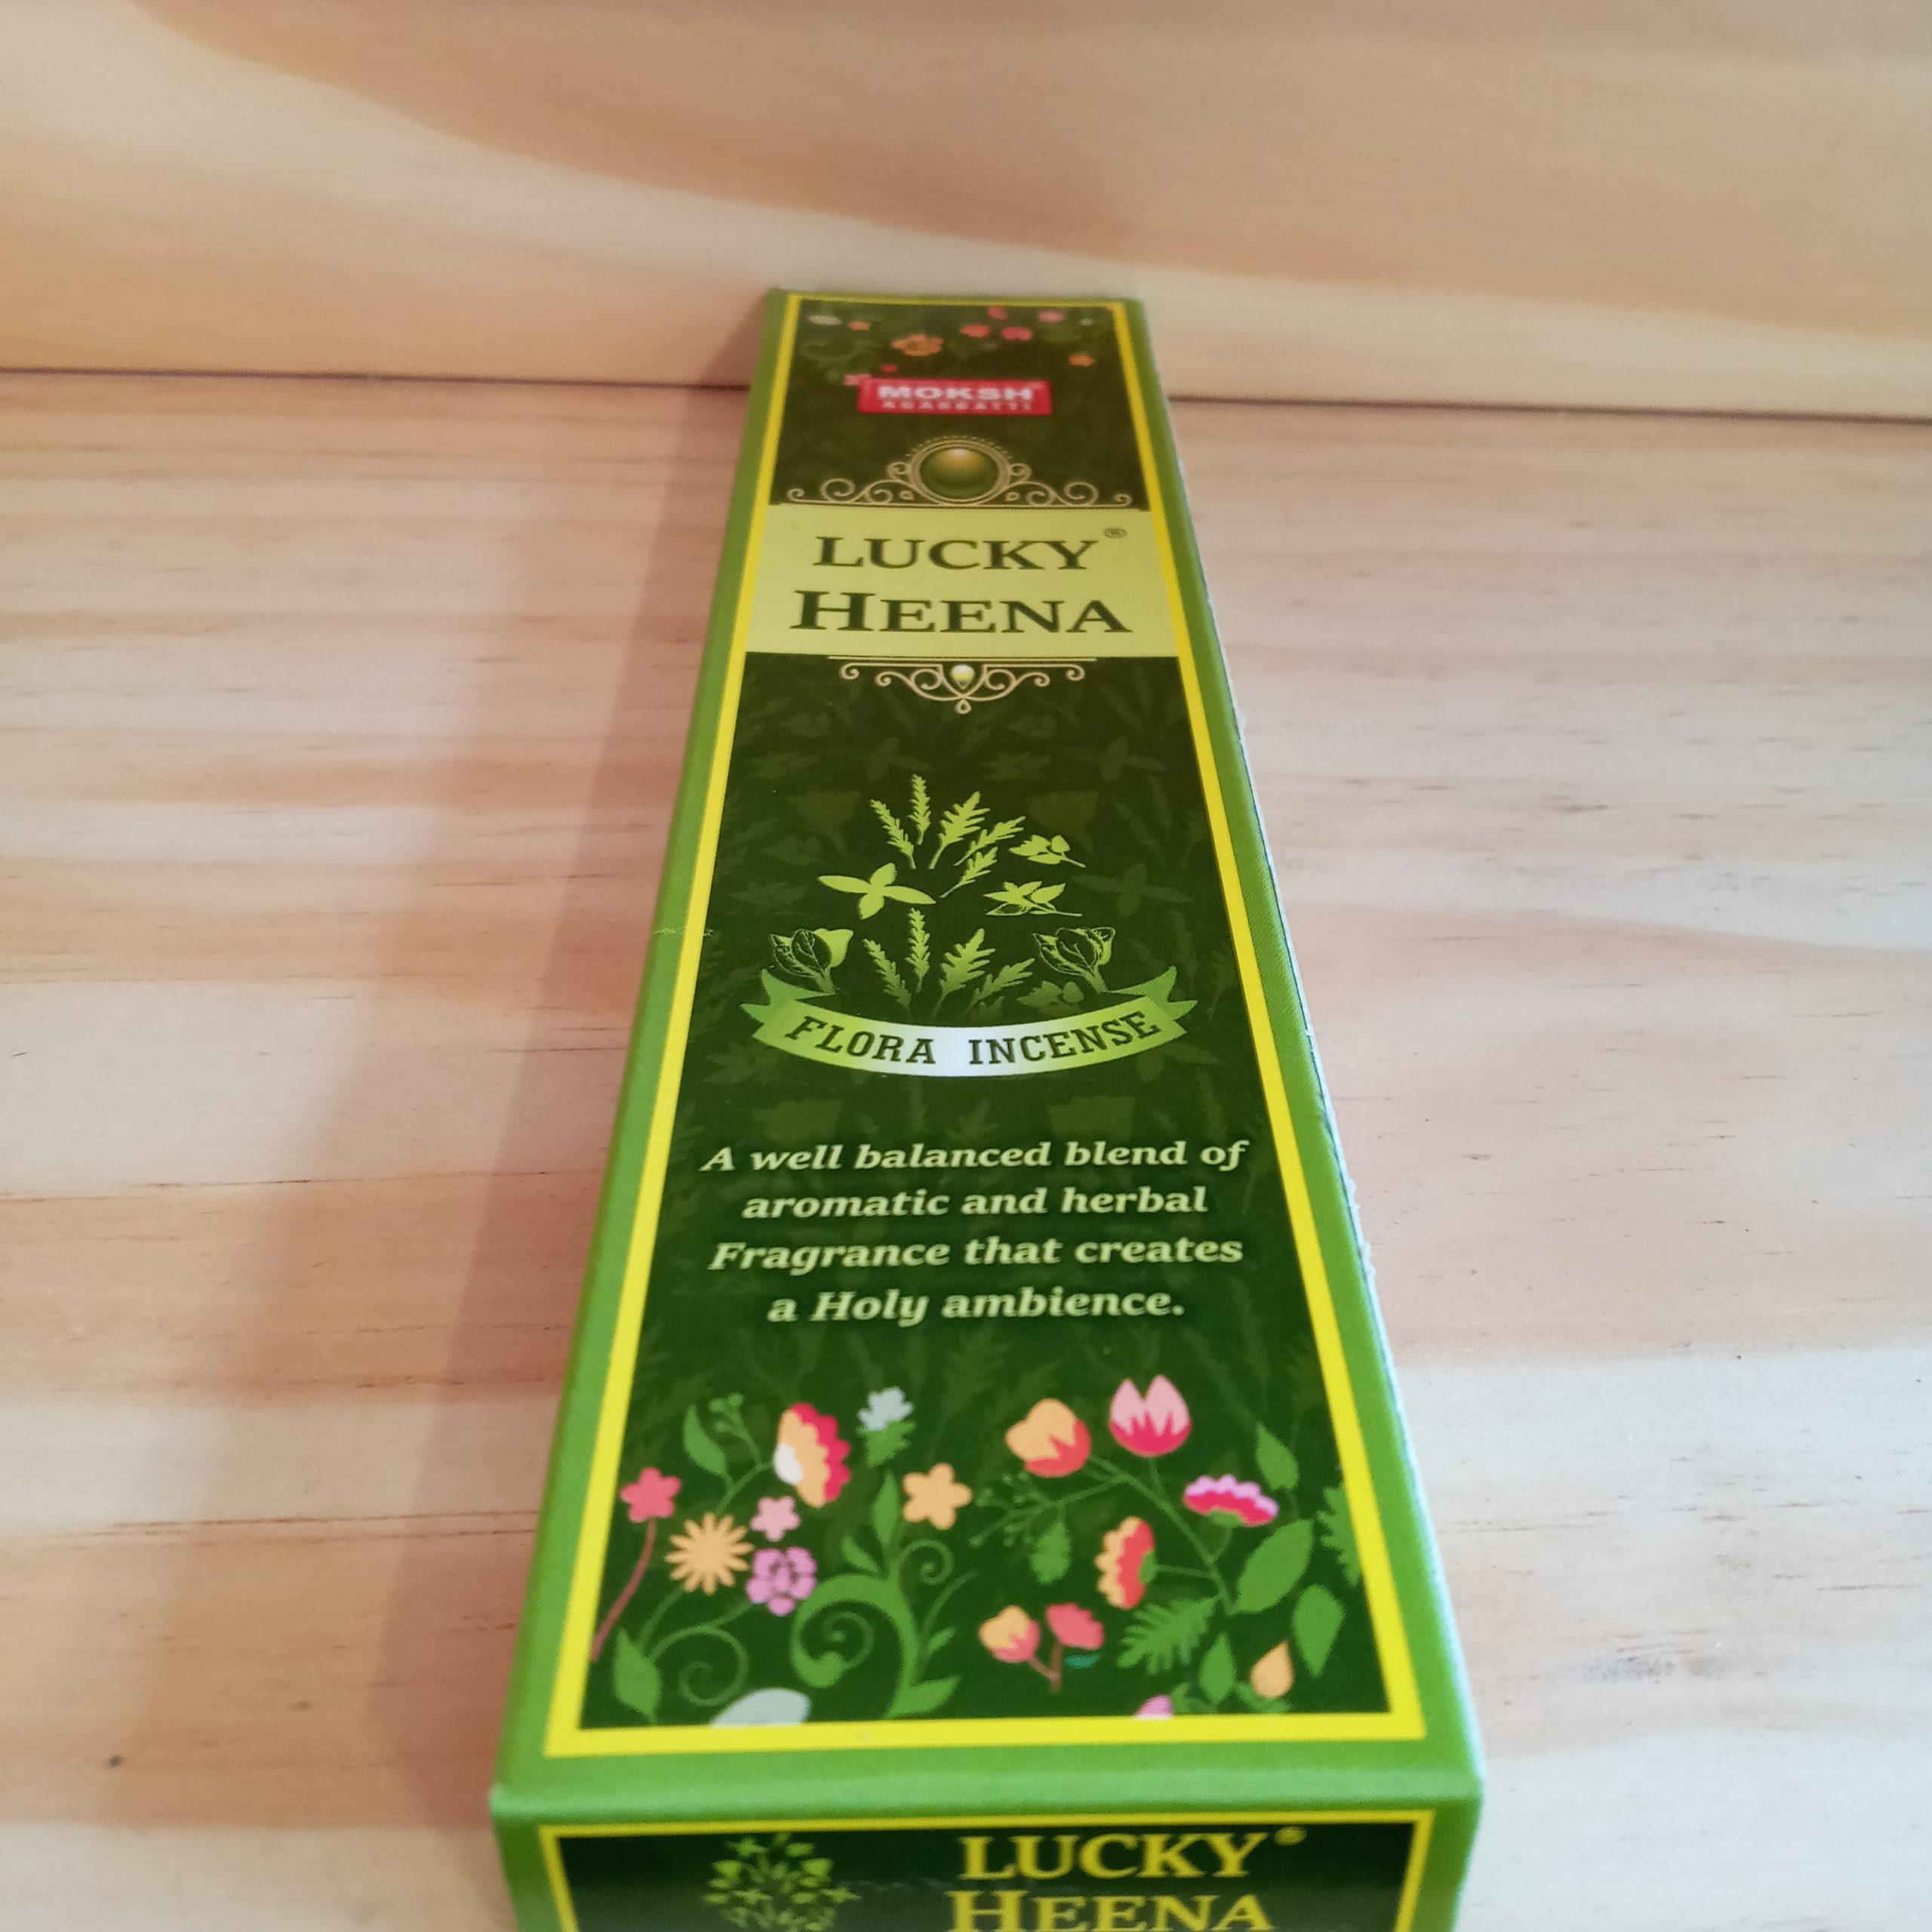 MOKSH®
AGARBATTI
LUCKY®
HEENA
FLORA INCENSE
A well balanced blend of
aromatic and herbal
Fragrance that creates
a Holy ambience.
LUCKY®
HEENA